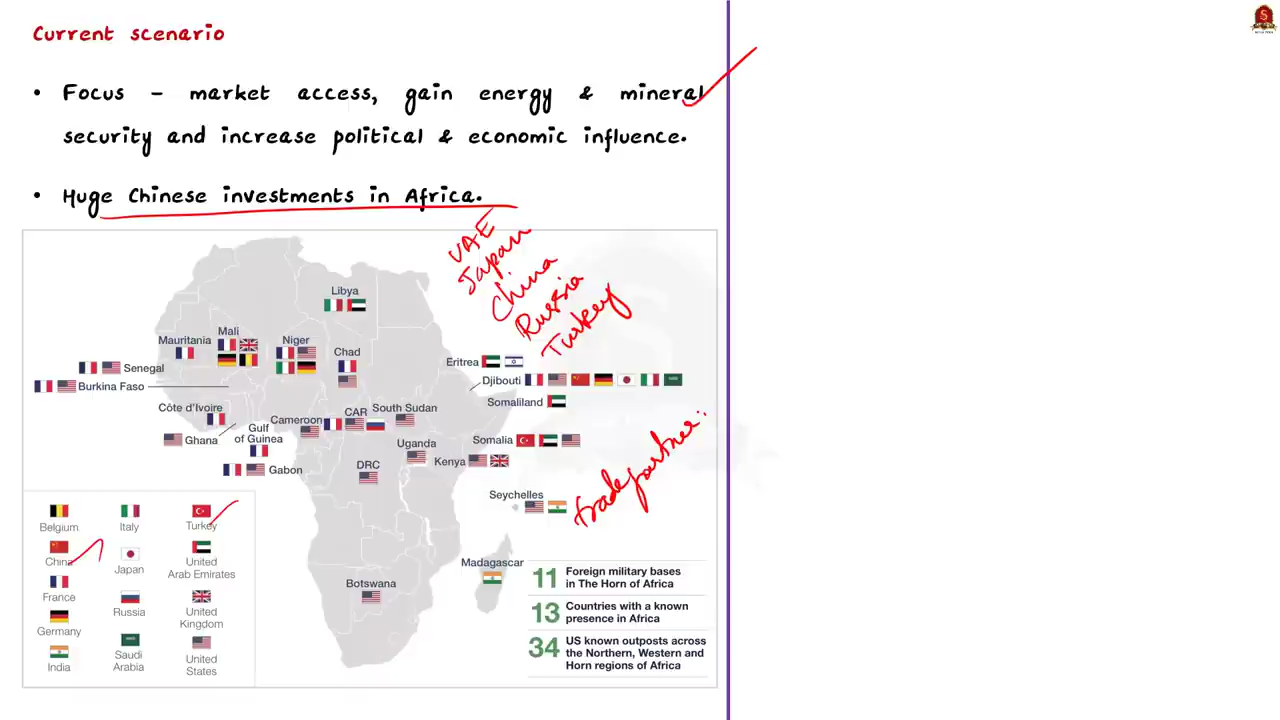 Current scenario
• Focus – market access, gain energy & mineral
security and increase political & economic influence.
• Huge Chinese investments in Africa.
UAE
Japan
China
Russia
Turkey
Libya
Mali
Mauritania
Niger
Chad
Senegal
Burkina Faso
Eritrea
Djibouti
Somaliland
Côte d'Ivoire
Ghana
Gulf
of Guinea
Cameroon
CAR
South Sudan
Uganda
Somalia
Kenya
Gabon
DRC
Seychelles
Madagascar
Botswana
trade partner:
Belgium
Italy
Turkey
China
Japan
United
Arab Emirates
France
Russia
United
Kingdom
Germany
India
Saudi
Arabia
United
States
11 Foreign military bases
in The Horn of Africa
13 Countries with a known
presence in Africa
34 US known outposts across
the Northern, Western and
Horn regions of Africa